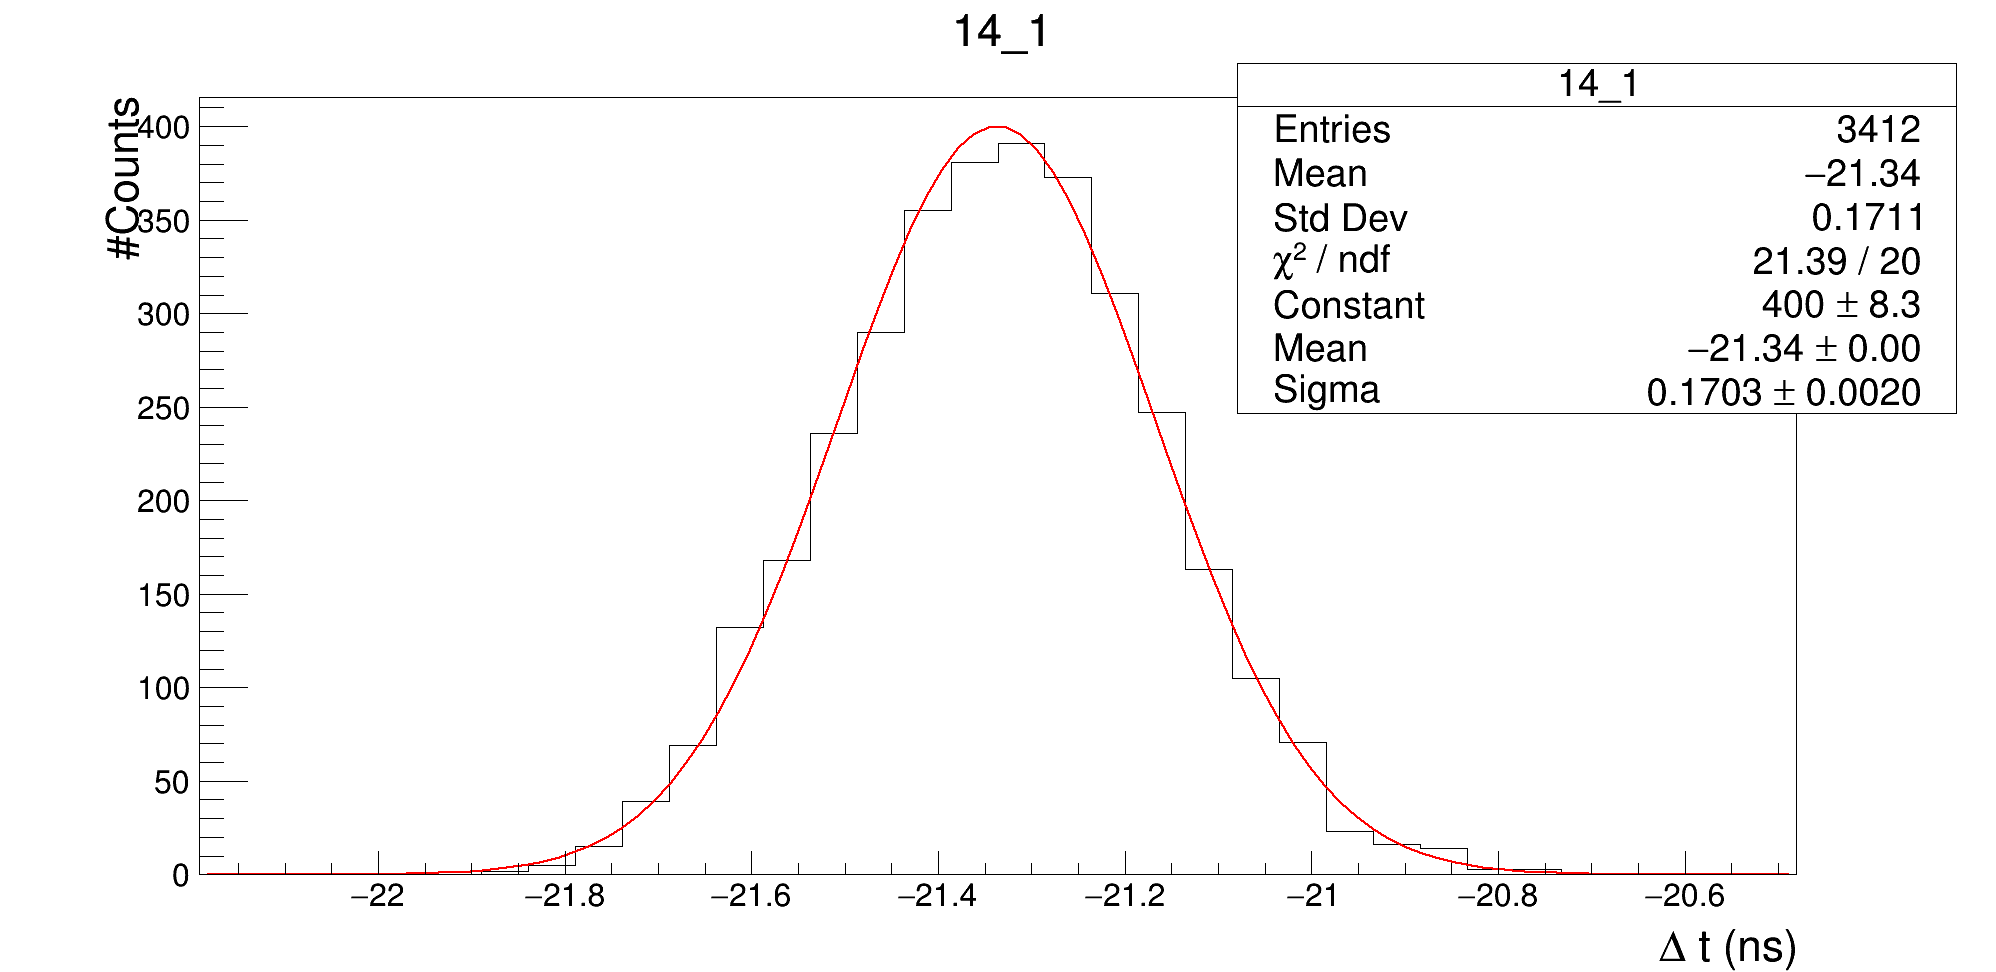 14_1
14_1
Entries 3412
Mean −21.34
Std Dev 0.1711
χ² / ndf 21.39 / 20
Constant 400 ± 8.3
Mean −21.34 ± 0.00
Sigma 0.1703 ± 0.0020
#Counts
400
350
300
250
200
150
100
50
0
−22 −21.8 −21.6 −21.4 −21.2 −21 −20.8 −20.6
Δ t (ns)